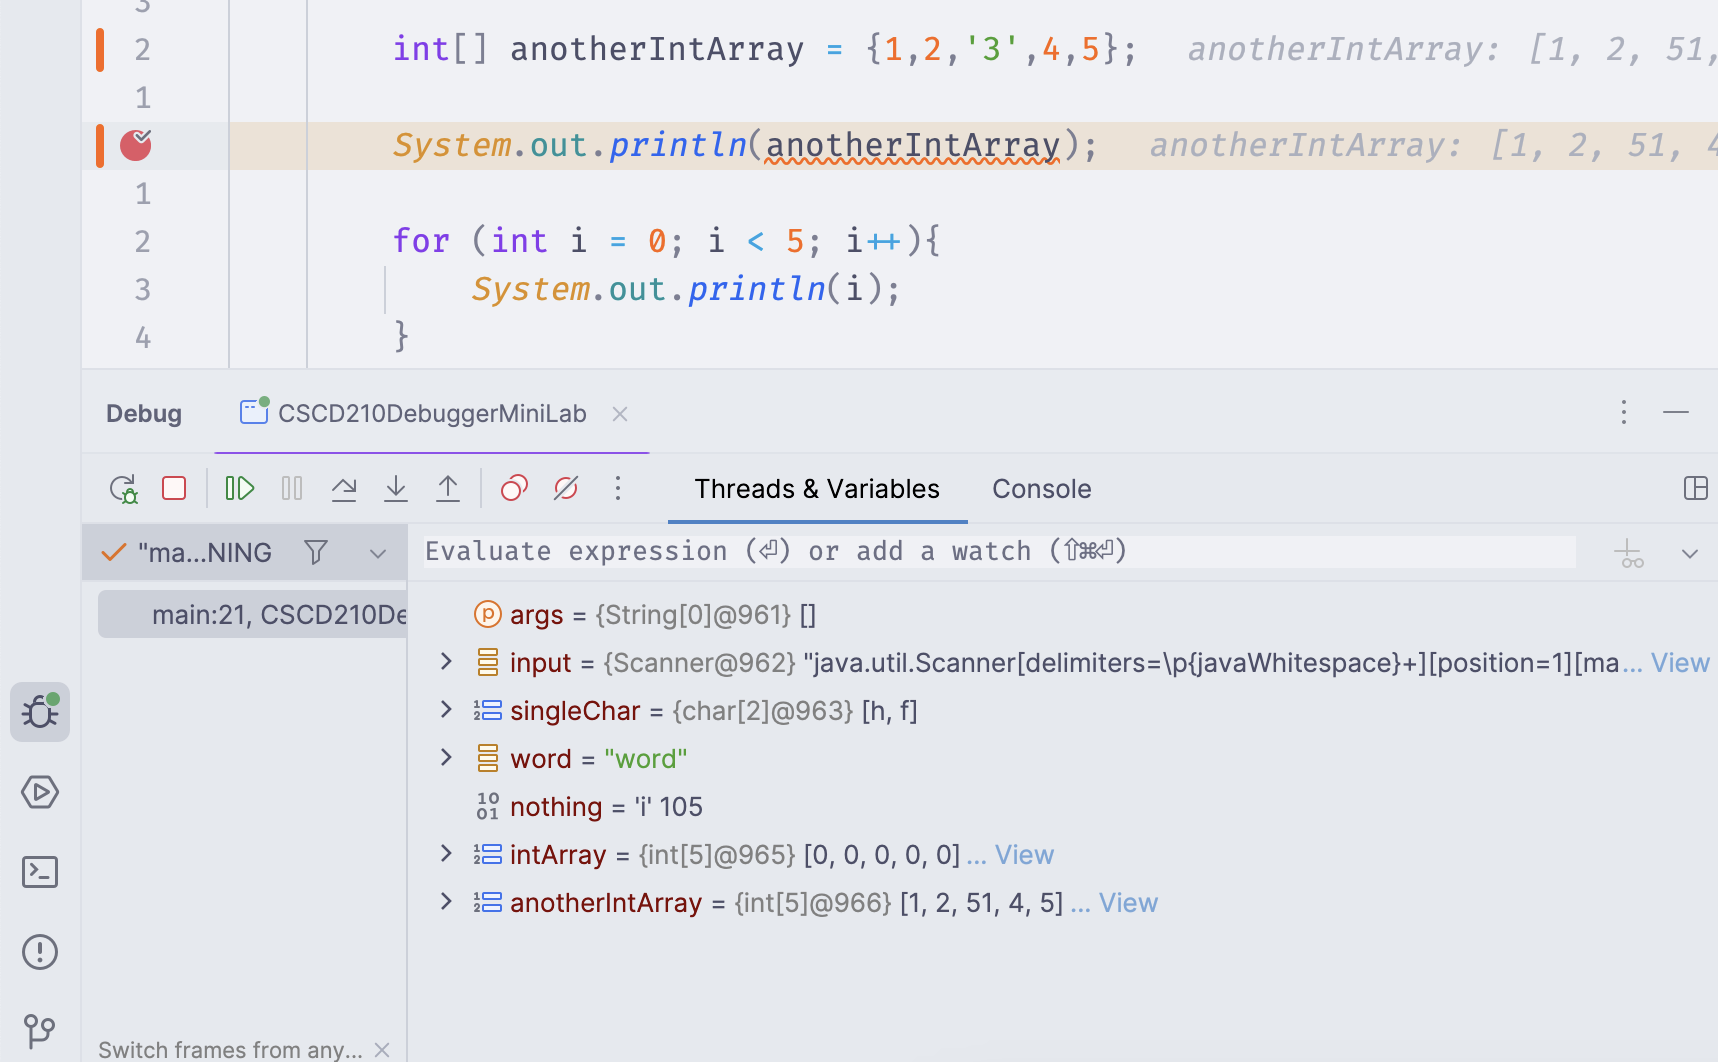 3
2 int[] anotherIntArray = {1,2,'3',4,5}; anotherIntArray: [1, 2, 51,
1
System.out.println(anotherIntArray); anotherIntArray: [1, 2, 51, 4
1
2 for (int i = 0; i < 5; i++){
3 System.out.println(i);
4 }
Debug CSCD210DebuggerMiniLab
Threads & Variables Console
"ma...NING Evaluate expression (⏎) or add a watch (⇧⌘⏎)
main:21, CSCD210De
args = {String[0]@961} []
input = {Scanner@962} "java.util.Scanner[delimiters=\p{javaWhitespace}+][position=1][ma... View
singleChar = {char[2]@963} [h, f]
word = "word"
nothing = 'i' 105
intArray = {int[5]@965} [0, 0, 0, 0, 0] ... View
anotherIntArray = {int[5]@966} [1, 2, 51, 4, 5] ... View
Switch frames from any...